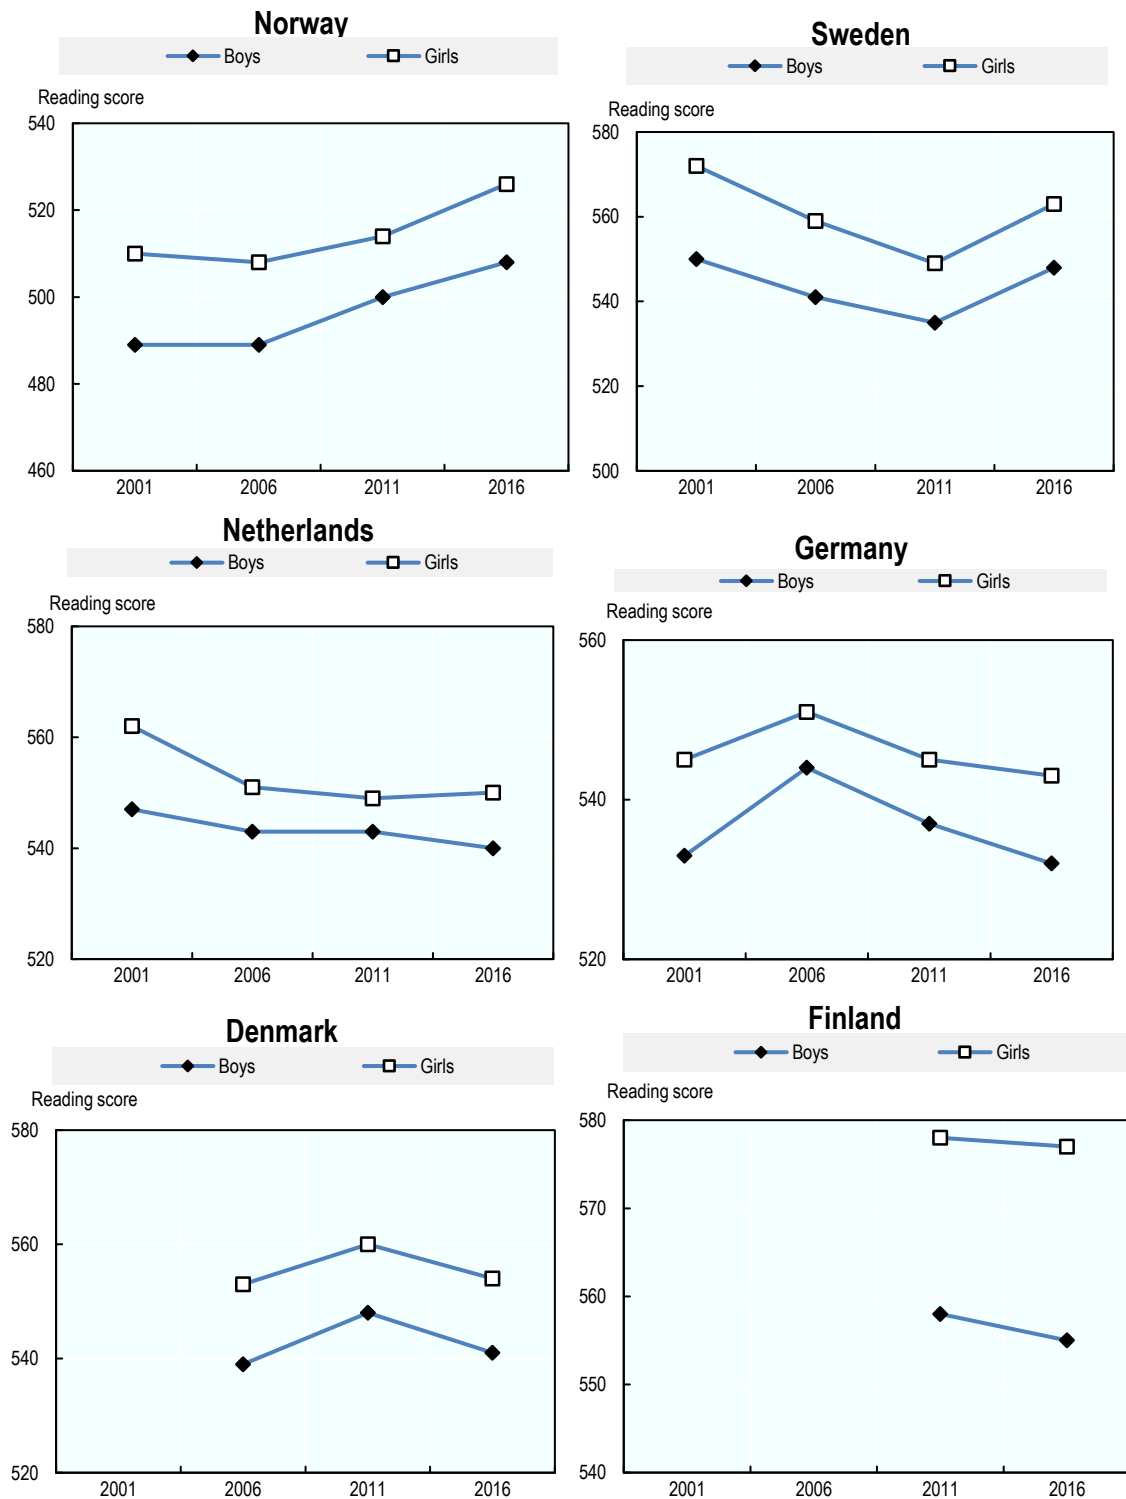 Norway
Boys Girls
Reading score
540
520
500
480
460
2001 2006 2011 2016
Sweden
Boys Girls
Reading score
580
560
540
520
500
2001 2006 2011 2016
Netherlands
Boys Girls
Reading score
580
560
540
520
2001 2006 2011 2016
Germany
Boys Girls
Reading score
560
540
520
2001 2006 2011 2016
Denmark
Boys Girls
Reading score
580
560
540
520
2001 2006 2011 2016
Finland
Boys Girls
Reading score
580
570
560
550
540
2001 2006 2011 2016